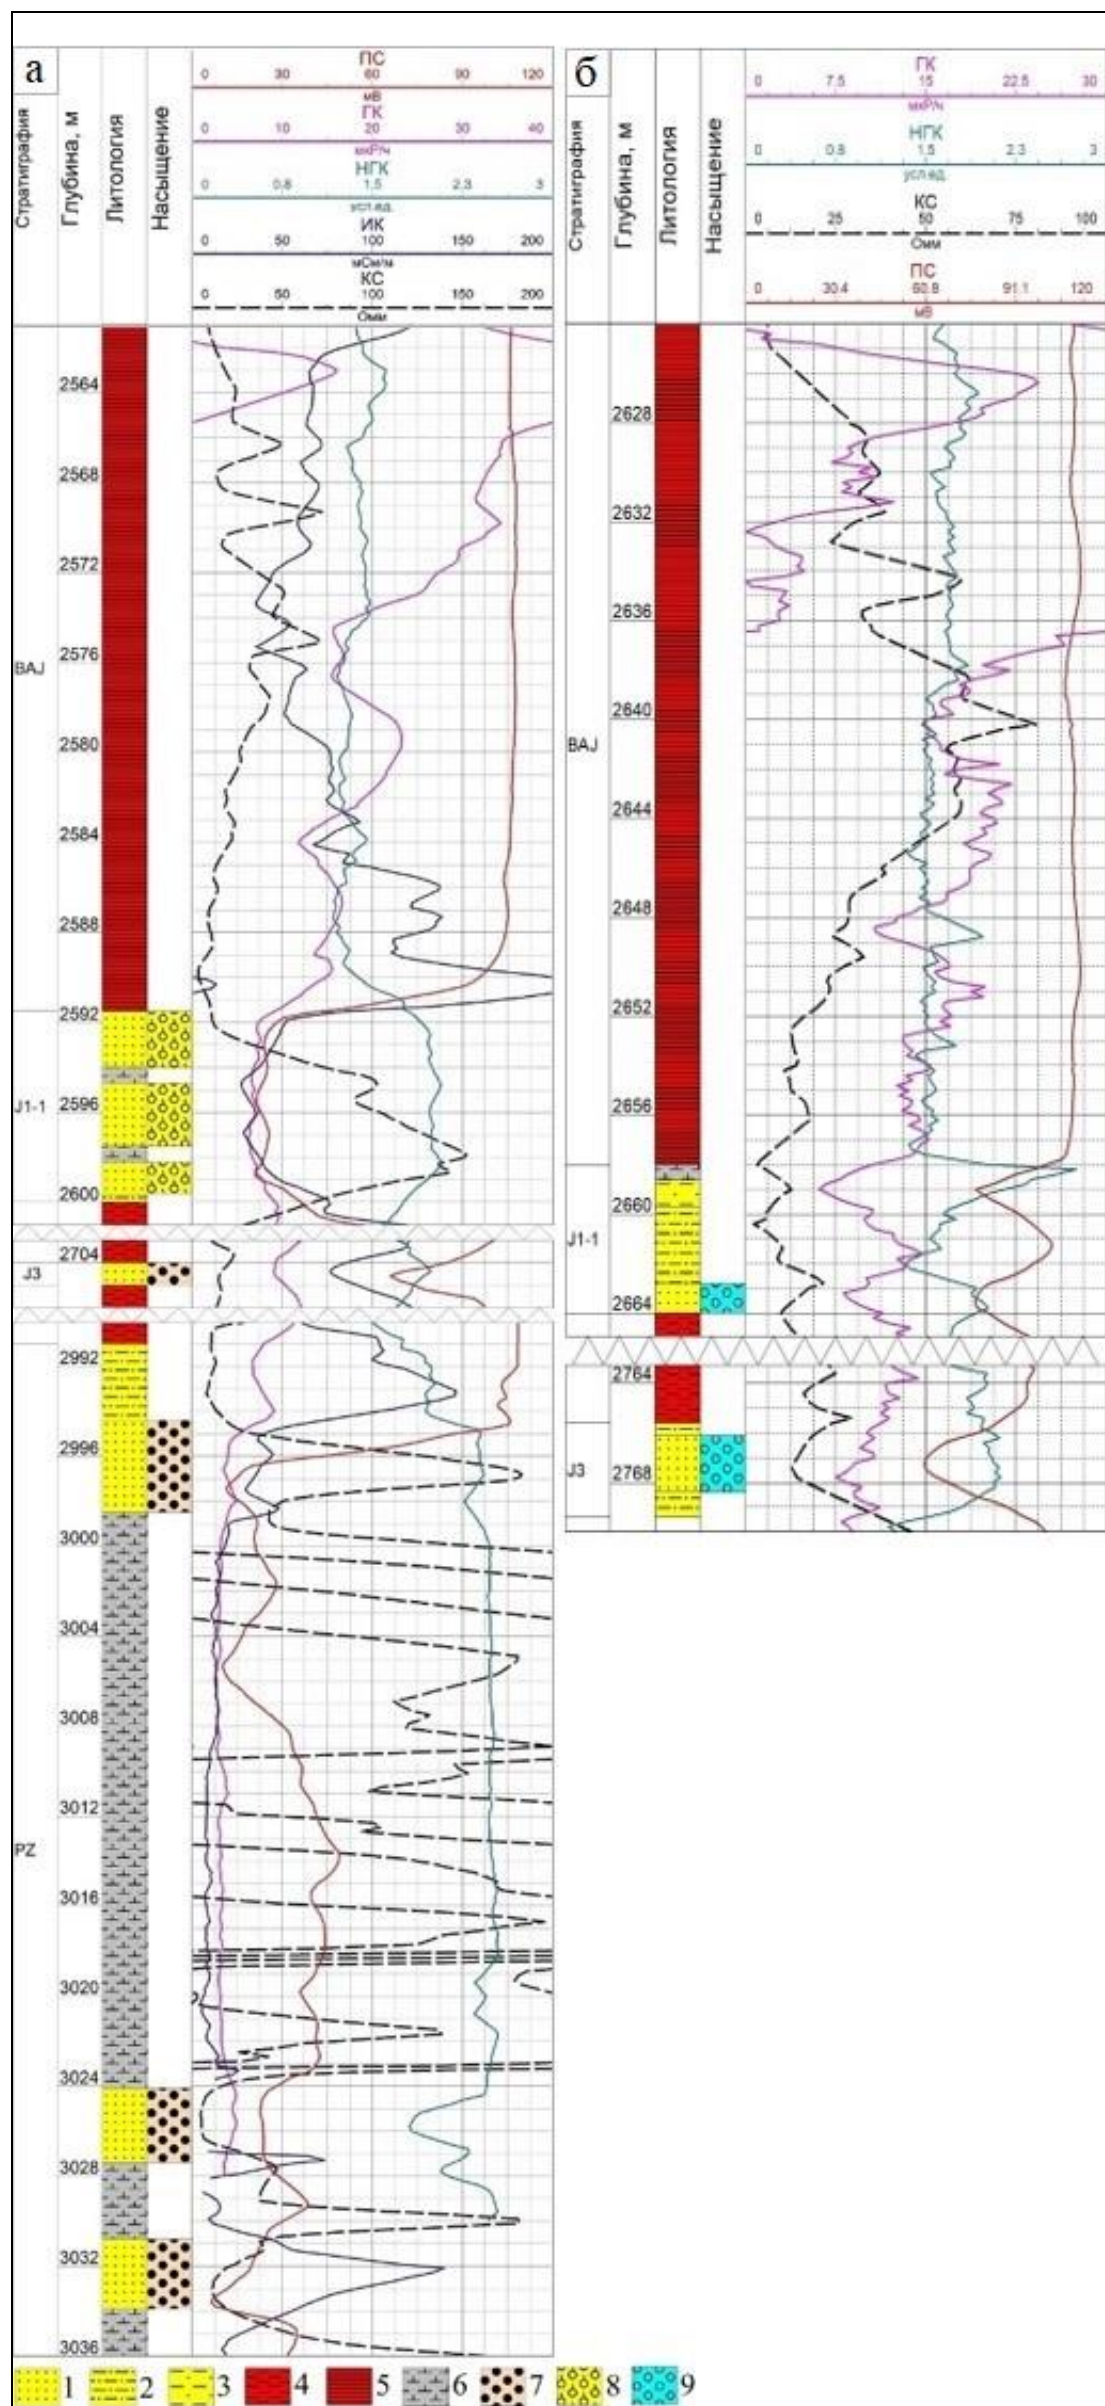 а
Стратиграфия
Глубина, м
Литология
Насыщение
ПС
0 30 60 90 120
мВ
ГК
0 10 20 30 40
мкР/ч
НГК
0 0.8 1.5 2.3 3
усл.ед.
ИК
0 50 100 150 200
мСм/м
КС
0 50 100 150 200
Омм
BAJ
J1-1
J3
PZ
2564
2568
2572
2576
2580
2584
2588
2592
2596
2600
2704
2992
2996
3000
3004
3008
3012
3016
3020
3024
3028
3032
3036
б
Стратиграфия
Глубина, м
Литология
Насыщение
ГК
0 7.5 15 22.5 30
мкР/ч
НГК
0 0.8 1.5 2.3 3
усл.ед.
КС
0 25 50 75 100
Омм
ПС
0 30.4 60.8 91.1 120
мВ
BAJ
J1-1
J3
2628
2632
2636
2640
2644
2648
2652
2656
2660
2664
2764
2768
1 2 3 4 5 6 7 8 9